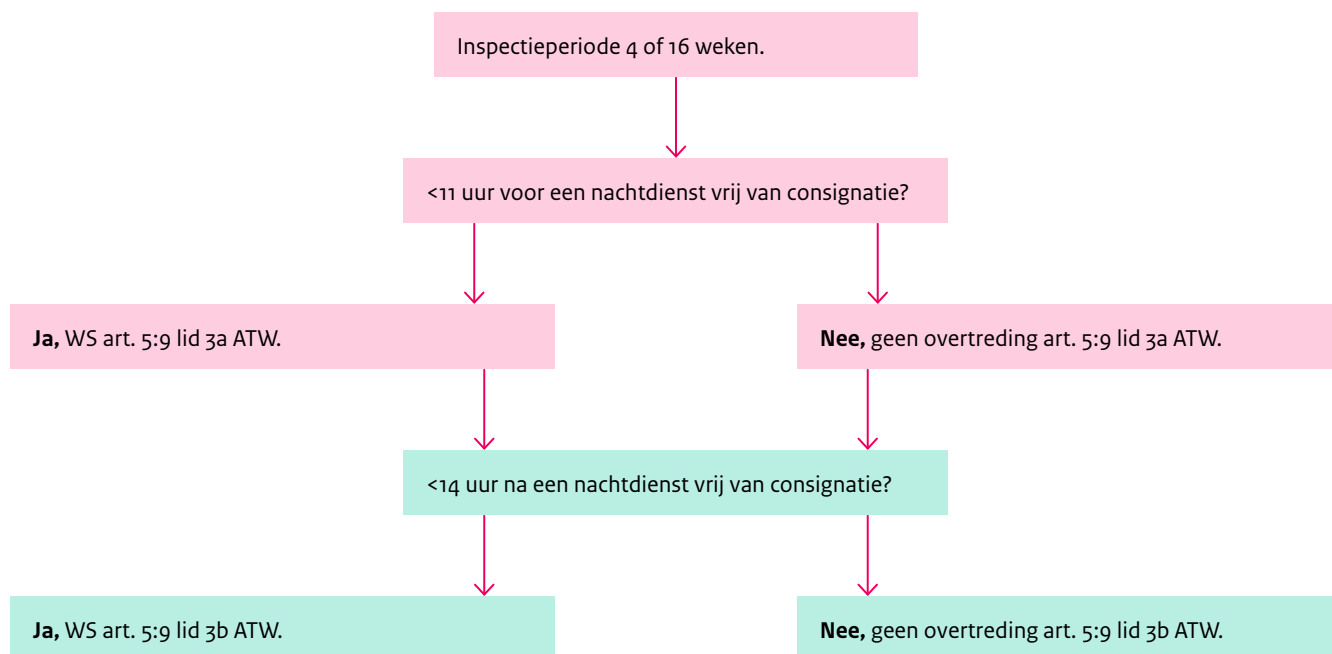 Inspectieperiode 4 of 16 weken.
<11 uur voor een nachtdienst vrij van consignatie?
Ja, WS art. 5:9 lid 3a ATW.
Nee, geen overtreding art. 5:9 lid 3a ATW.
<14 uur na een nachtdienst vrij van consignatie?
Ja, WS art. 5:9 lid 3b ATW.
Nee, geen overtreding art. 5:9 lid 3b ATW.